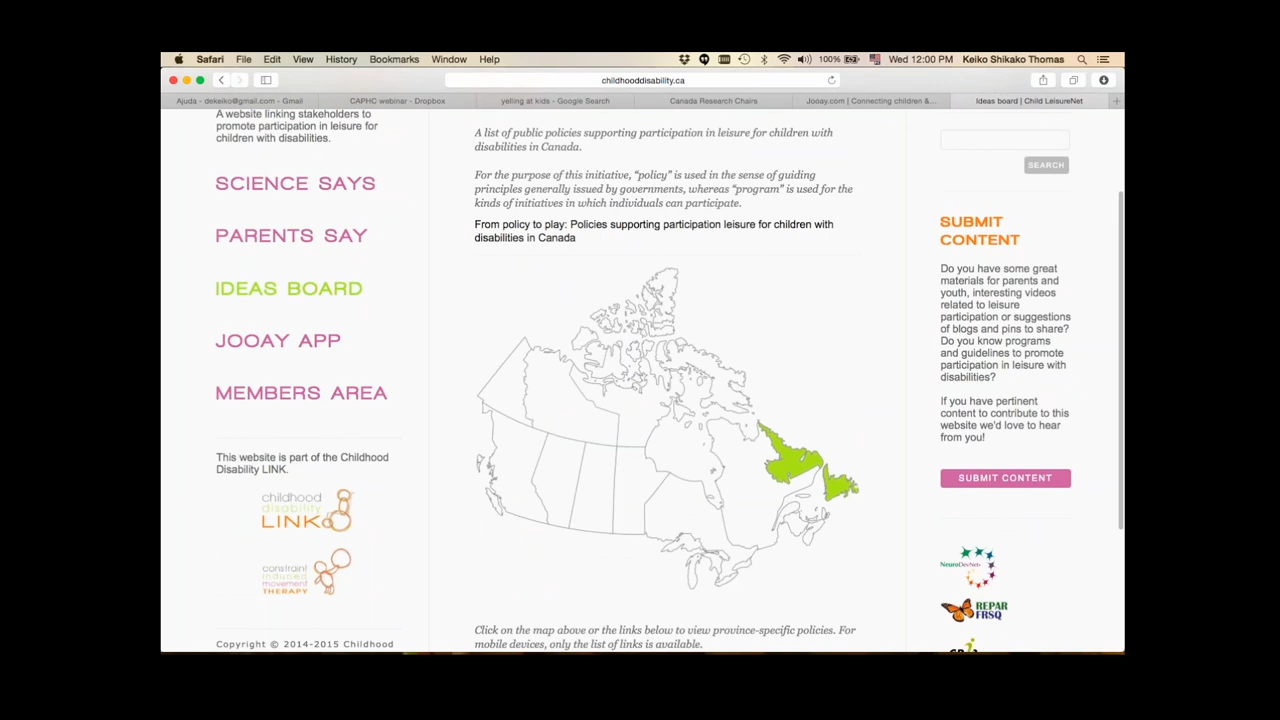 Safari File Edit View History Bookmarks Window Help 100% Wed 12:00 PM Keiko Shikako Thomas
childhooddisability.ca
Ajuda - dekeiko@gmail.com - Gmail CAPHC webinar - Dropbox yelling at kids - Google Search Canada Research Chairs Jooay.com | Connecting children &... Ideas board | Child LeisureNet
A website linking stakeholders to
promote participation in leisure for
children with disabilities.
SCIENCE SAYS
PARENTS SAY
IDEAS BOARD
JOOAY APP
MEMBERS AREA
This website is part of the Childhood
Disability LINK.
childhood
disability
LINK
constraint
induced
movement
THERAPY
Copyright © 2014-2015 Childhood
A list of public policies supporting participation in leisure for children with
disabilities in Canada.
For the purpose of this initiative, “policy” is used in the sense of guiding
principles generally issued by governments, whereas “program” is used for the
kinds of initiatives in which individuals can participate.
From policy to play: Policies supporting participation leisure for children with
disabilities in Canada
Click on the map above or the links below to view province-specific policies. For
mobile devices, only the list of links is available.
SEARCH
SUBMIT
CONTENT
Do you have some great
materials for parents and
youth, interesting videos
related to leisure
participation or suggestions
of blogs and pins to share?
Do you know programs
and guidelines to promote
participation in leisure with
disabilities?
If you have pertinent
content to contribute to this
website we'd love to hear
from you!
SUBMIT CONTENT
NeuroDevNet
REPAR
FRSQ